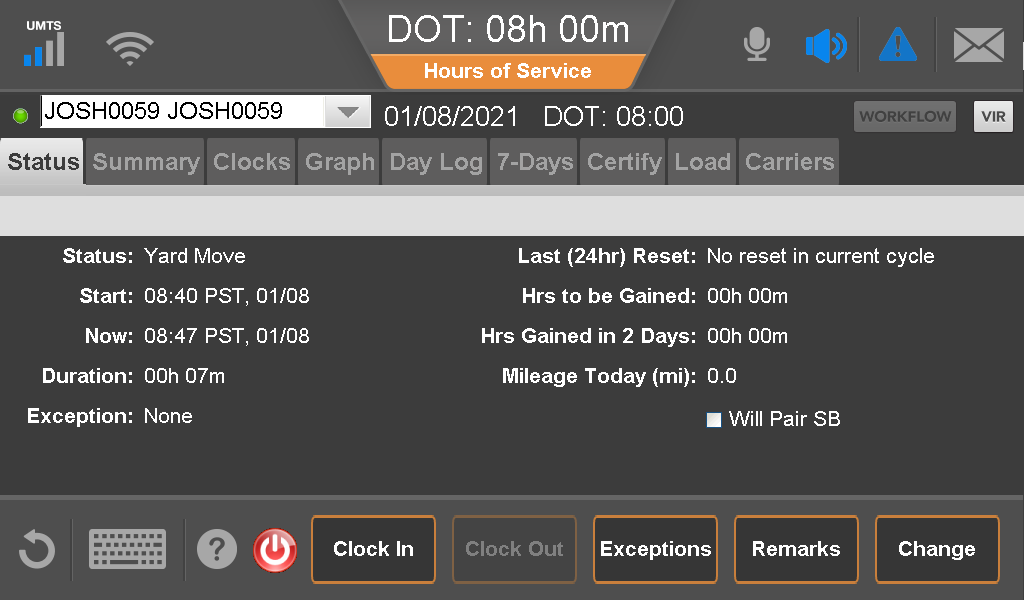 UMTS
DOT: 08h 00m
Hours of Service
JOSH0059 JOSH0059 01/08/2021 DOT: 08:00 WORKFLOW VIR
Status Summary Clocks Graph Day Log 7-Days Certify Load Carriers
Status: Yard Move
Start: 08:40 PST, 01/08
Now: 08:47 PST, 01/08
Duration: 00h 07m
Exception: None
Last (24hr) Reset: No reset in current cycle
Hrs to be Gained: 00h 00m
Hrs Gained in 2 Days: 00h 00m
Mileage Today (mi): 0.0
Will Pair SB
? Clock In Clock Out Exceptions Remarks Change